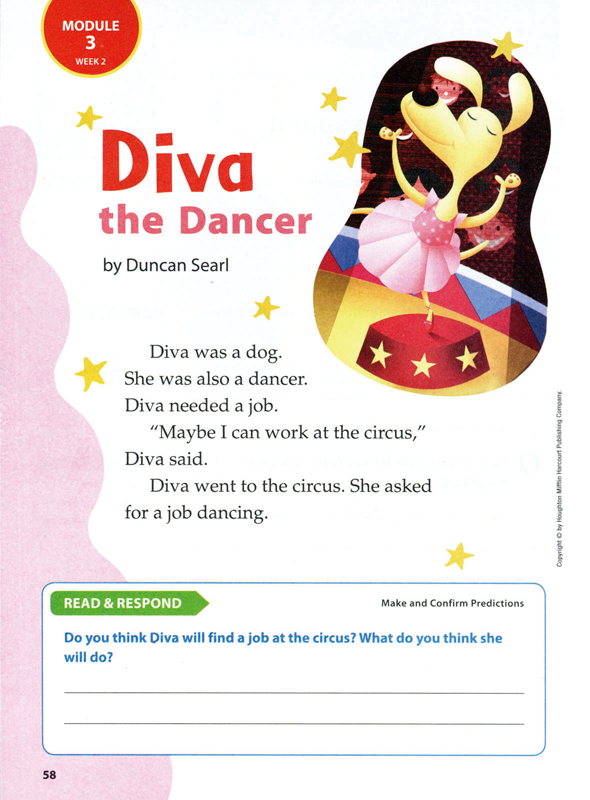 MODULE
3
WEEK 2
Diva
the Dancer
by Duncan Searl
Diva was a dog.
She was also a dancer.
Diva needed a job.
“Maybe I can work at the circus,”
Diva said.
Diva went to the circus. She asked
for a job dancing.
Copyright © by Houghton Mifflin Harcourt Publishing Company.
READ & RESPOND
Make and Confirm Predictions
Do you think Diva will find a job at the circus? What do you think she
will do?
58